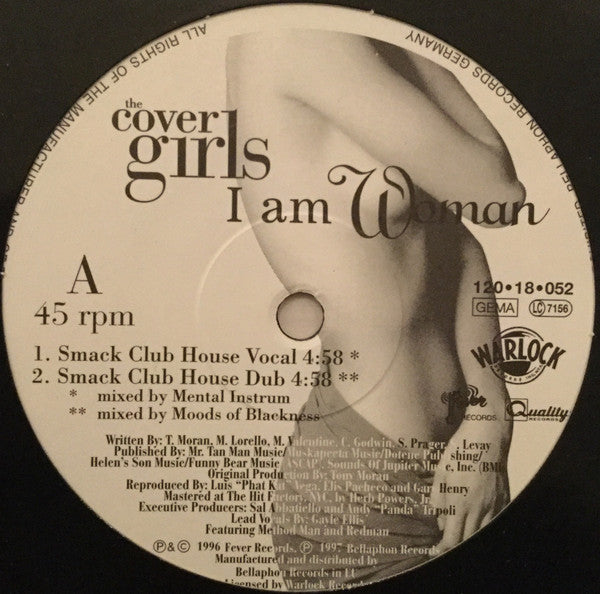 ALL RIGHTS OF THE MANUFACTURER
BELLAPHON RECORDS GERMANY
the
cover
girls
I am Woman
A
45 rpm
120•18•052
GEMA LC 7156
WARLOCK
RECORDS
Quality
RECORDS
1. Smack Club House Vocal 4:58 *
2. Smack Club House Dub 4:58 **
* mixed by Mental Instrum
** mixed by Moods of Blackness
Written By: T. Moran, M. Lorello, M. Valentine, C. Godwin, S. Prager, Levay
Published By: Mr. Tan Man Music/Muskapeeta Music/Dotene Publishing/
Helen's Son Music/Funny Bear Music ASCAP, Sounds Of Jupiter Music, Inc. (BMI
Original Production By: Tony Moran
Reproduced By: Luis "Phat Kat" Vega, Elis Pacheco and Gary Henry
Mastered at The Hit Factory, NYC, by Herb Powers, Jr.
Executive Producers: Sal Abbatiello and Andy "Panda" Tripoli
Lead Vocals By: Gayle Ellis
Featuring Method Man and Redman
℗ & © 1996 Fever Records, ℗ 1997 Bellaphon Records
Manufactured and distributed by
Bellaphon Records in EU
Licensed by Warlock Records